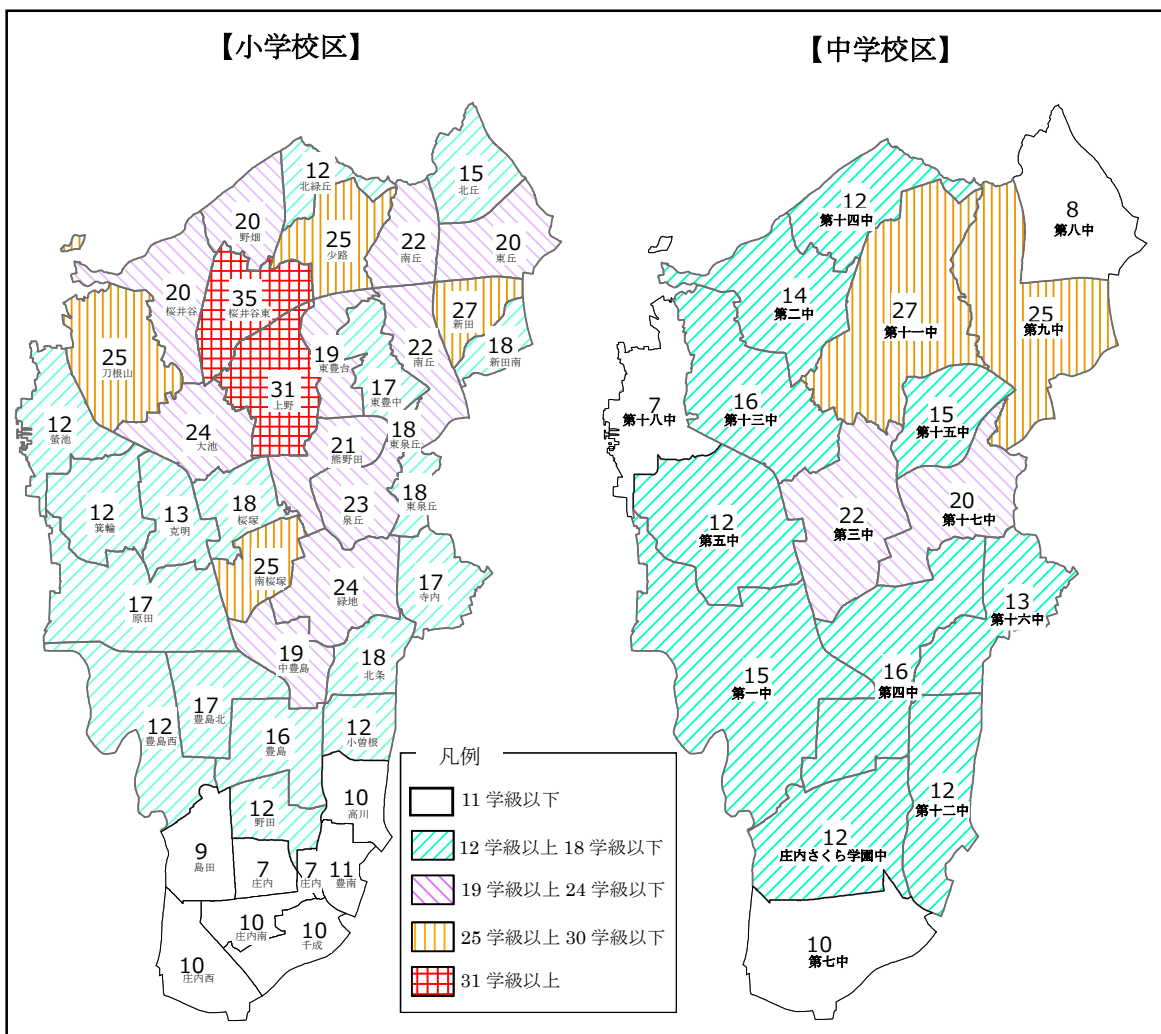 【小学校区】
【中学校区】
12
北緑丘
15
北丘
20
野畑
25
少路
22
南丘
20
東丘
20
桜井谷
35
桜井谷東
27
新田
25
刀根山
19
東豊台
22
南丘
18
新田南
31
上野
17
東豊中
12
螢池
24
大池
21
熊野田
18
東泉丘
12
箕輪
13
克明
18
桜塚
23
泉丘
18
東泉丘
25
南桜塚
17
原田
24
緑地
17
寺内
19
中豊島
18
北条
17
豊島北
12
豊島西
16
豊島
12
小曽根
12
野田
10
高川
9
島田
7
庄内
7
庄内
11
豊南
10
庄内南
10
千成
10
庄内西
凡例
11 学級以下
12 学級以上 18 学級以下
19 学級以上 24 学級以下
25 学級以上 30 学級以下
31 学級以上
12
第十四中
8
第八中
14
第二中
27
第十一中
25
第九中
7
第十八中
16
第十三中
15
第十五中
12
第五中
22
第三中
20
第十七中
13
第十六中
15
第一中
16
第四中
12
第十二中
12
庄内さくら学園中
10
第七中